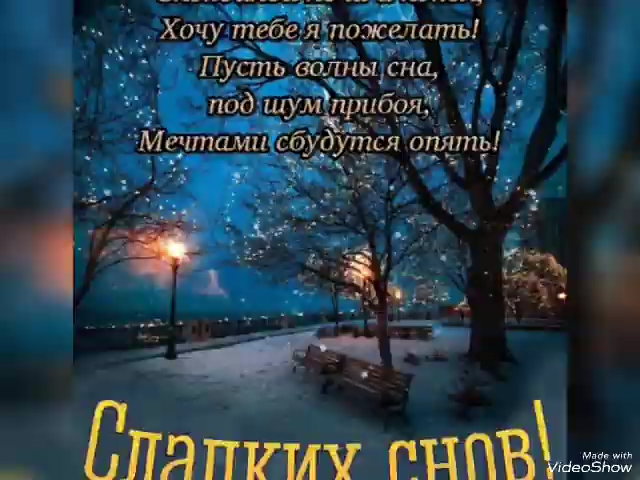 Хочу тебе я пожелать!
Пусть волны сна,
под шум прибоя,
Мечтами сбудутся опять!
Сладких снов!
Made with
VideoShow